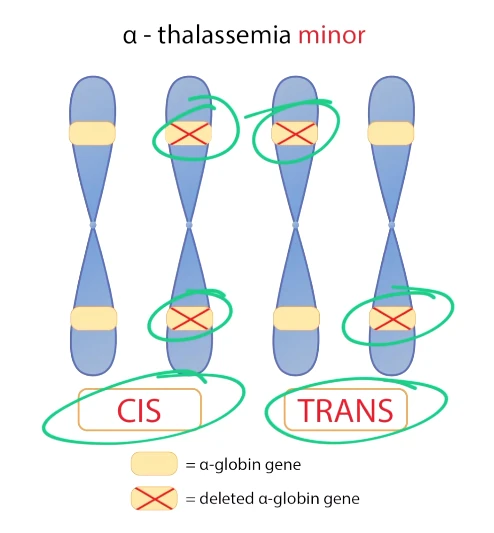 α - thalassemia minor
CIS
TRANS
= α-globin gene
= deleted α-globin gene